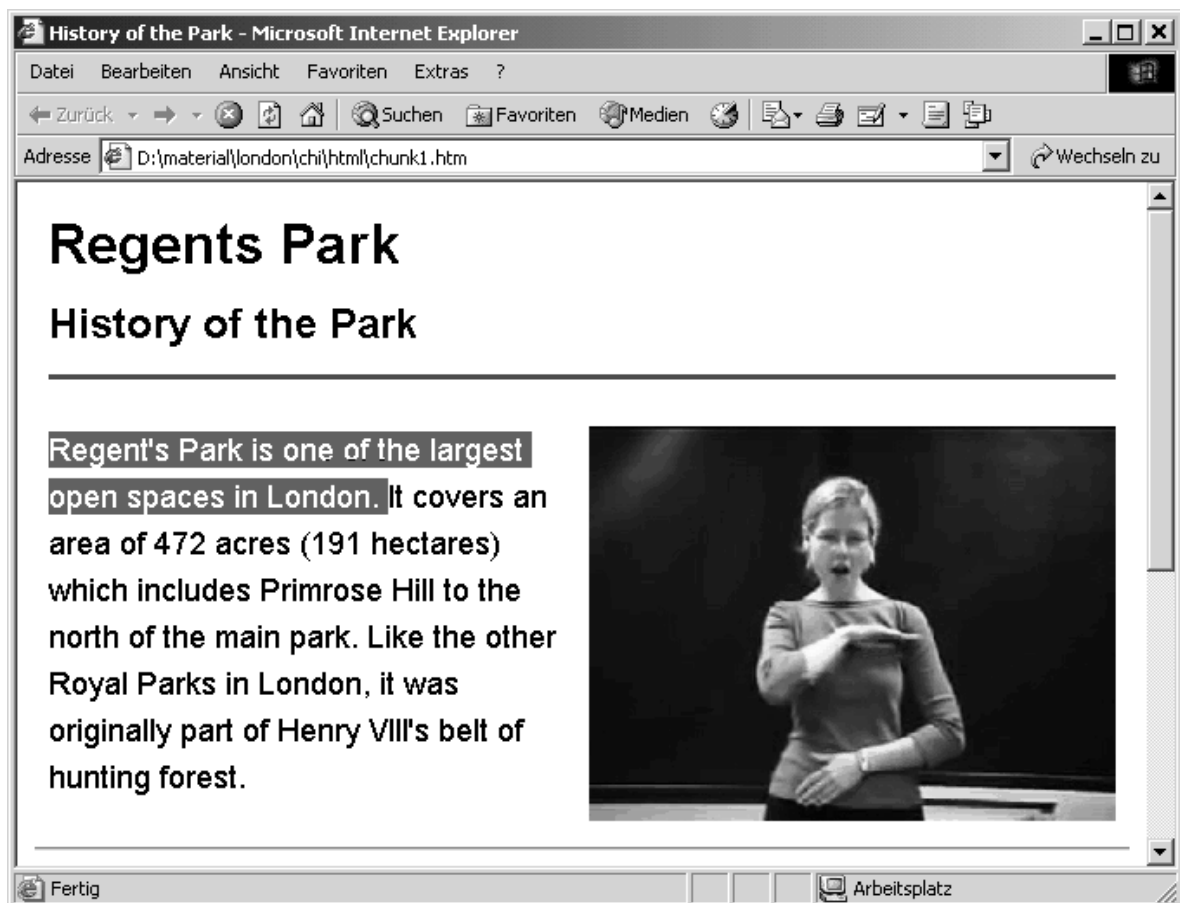 History of the Park - Microsoft Internet Explorer
Datei Bearbeiten Ansicht Favoriten Extras ?
Zurück Suchen Favoriten Medien
Adresse D:\material\london\chi\html\chunk1.htm Wechseln zu
Regents Park
History of the Park
Regent's Park is one of the largest
open spaces in London. It covers an
area of 472 acres (191 hectares)
which includes Primrose Hill to the
north of the main park. Like the other
Royal Parks in London, it was
originally part of Henry VIII's belt of
hunting forest.
Fertig Arbeitsplatz